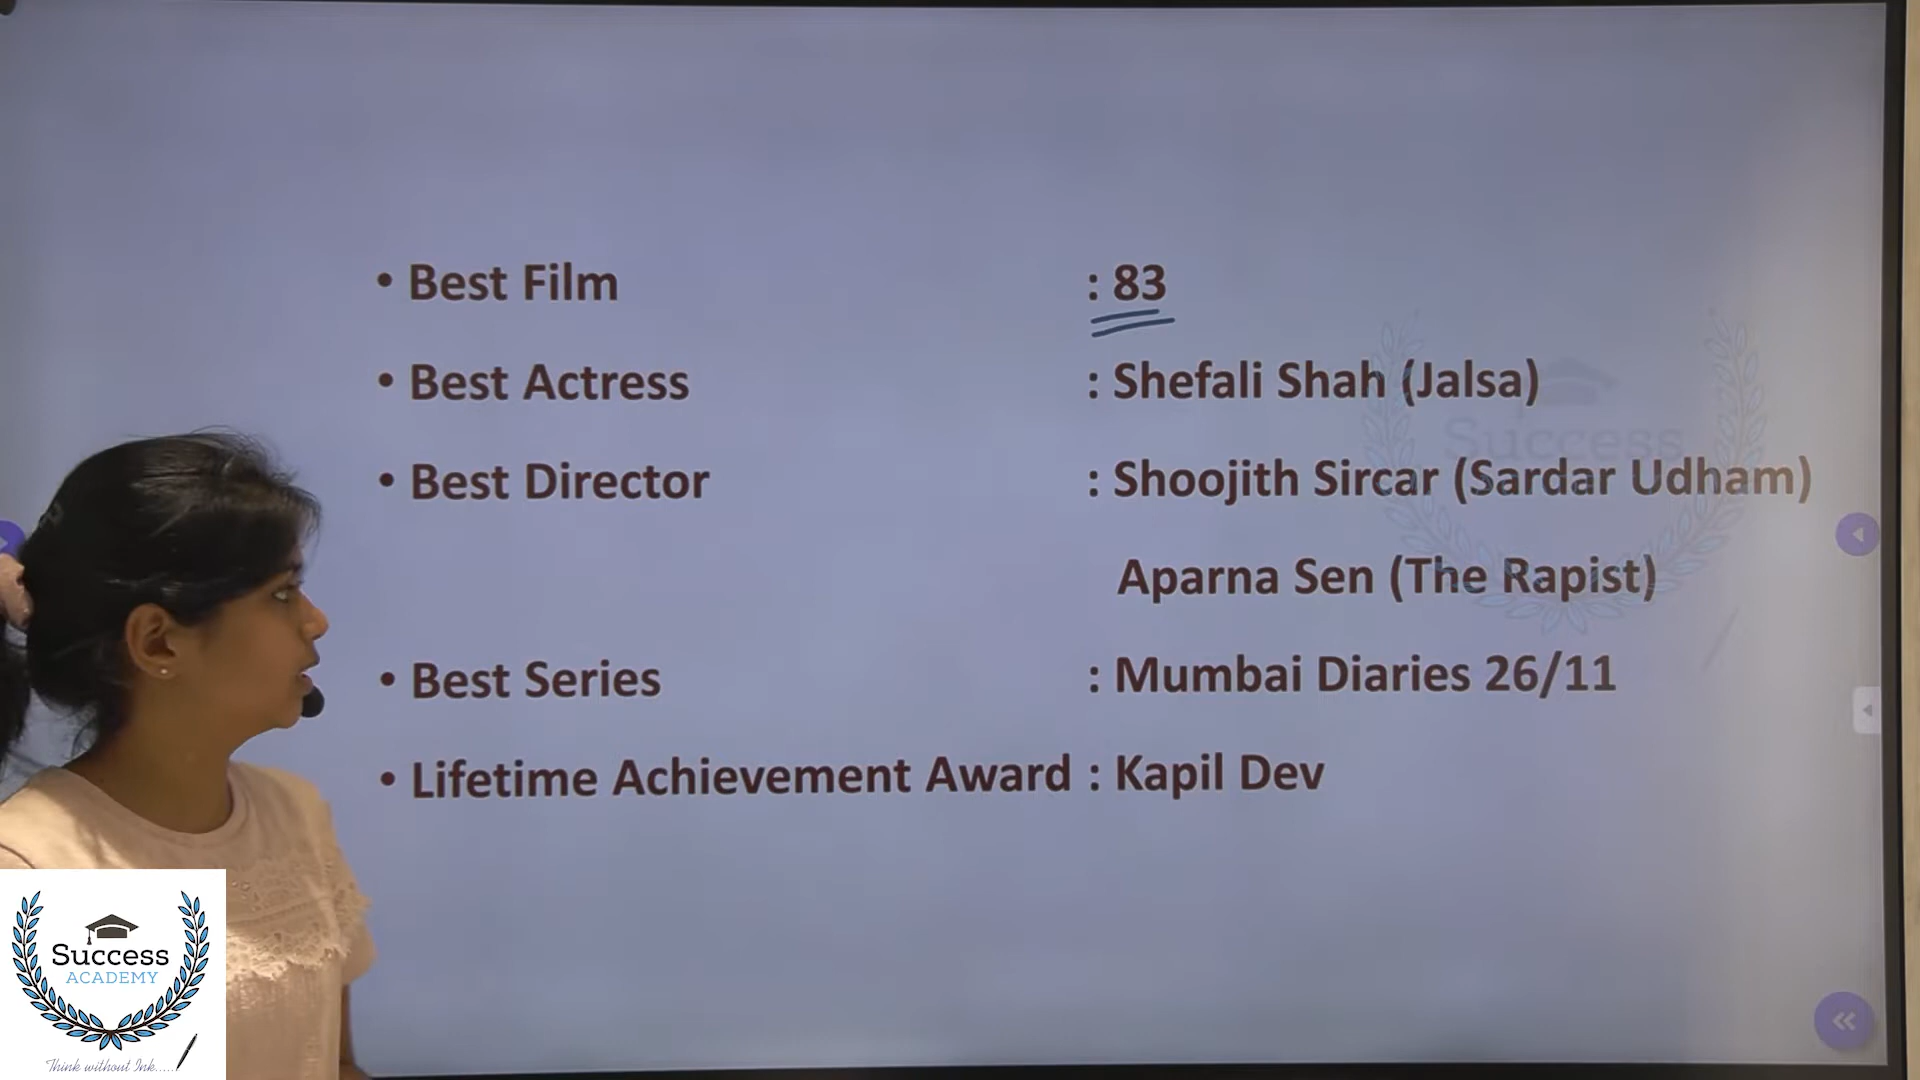 • Best Film : 83
• Best Actress : Shefali Shah (Jalsa)
• Best Director : Shoojith Sircar (Sardar Udham)
Aparna Sen (The Rapist)
• Best Series : Mumbai Diaries 26/11
• Lifetime Achievement Award : Kapil Dev
Success
Success
ACADEMY
Think without Ink......